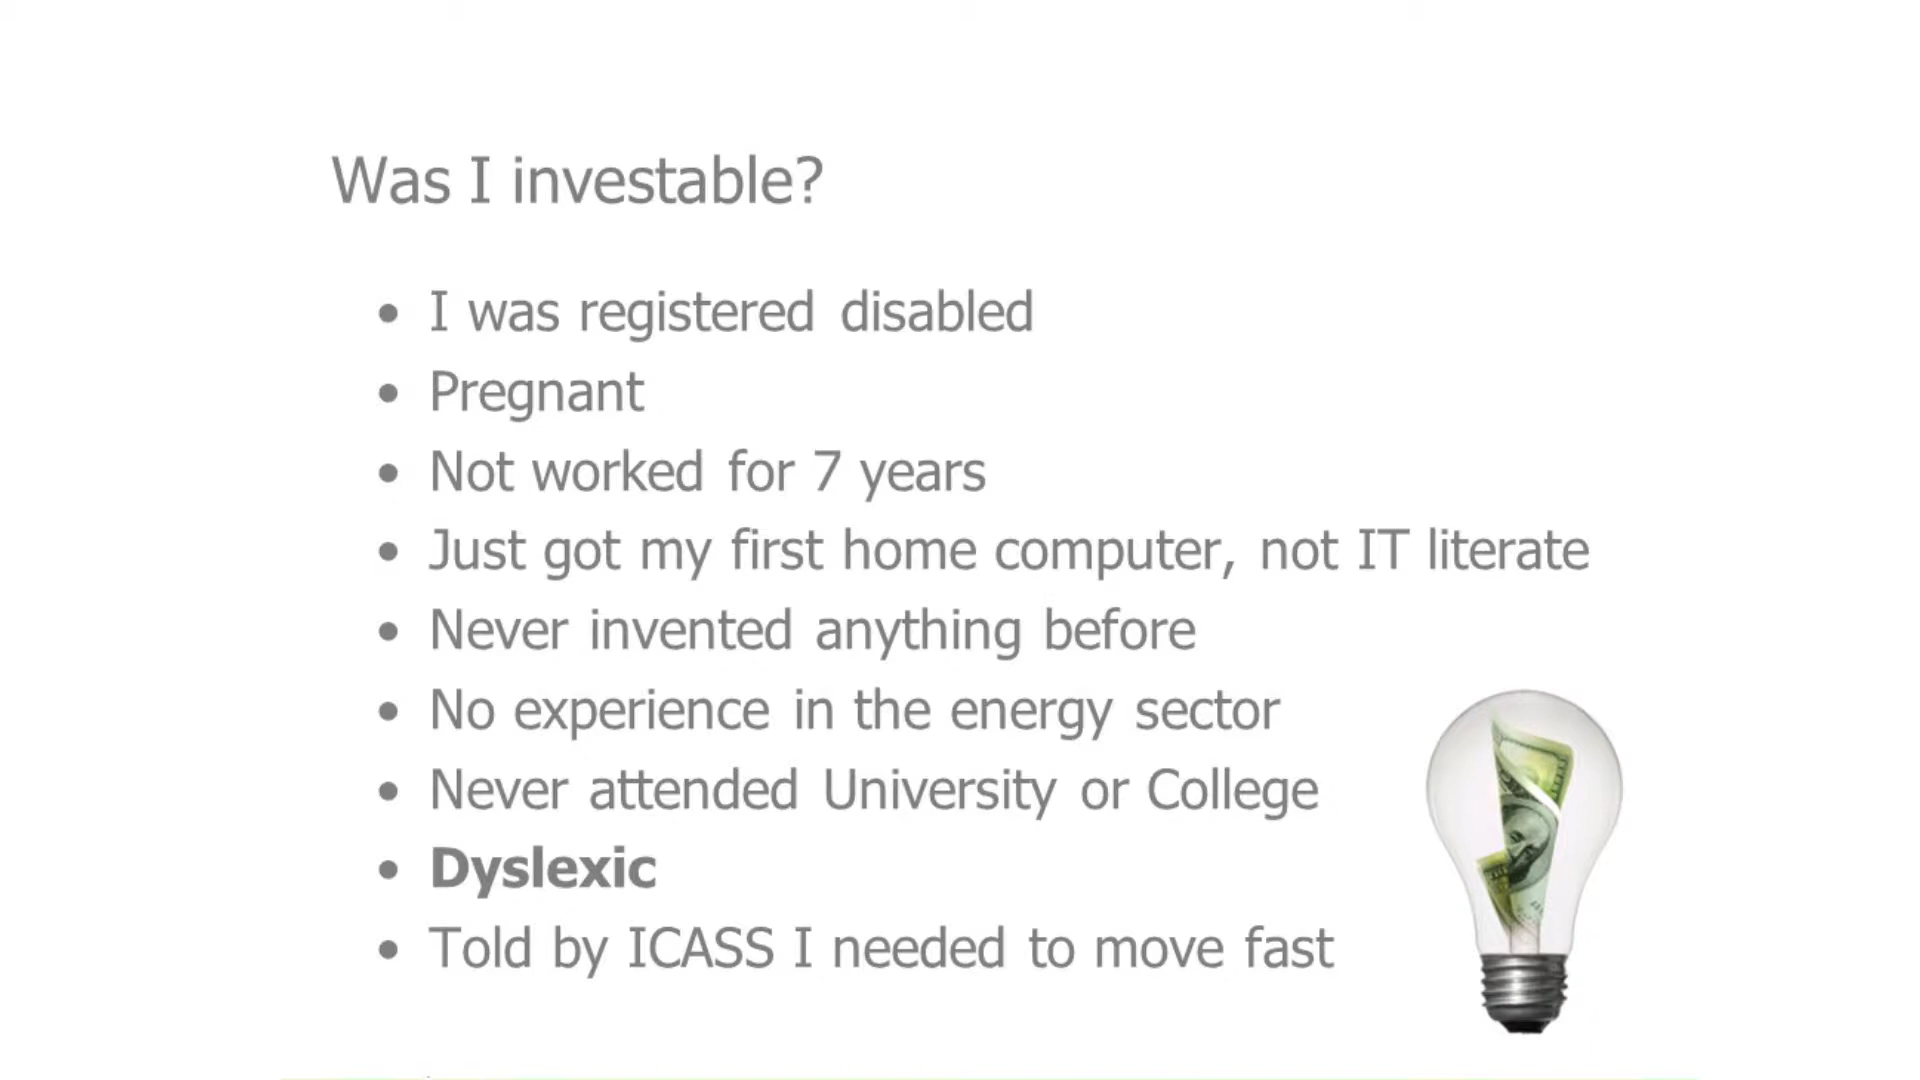 Was I investable?
• I was registered disabled
• Pregnant
• Not worked for 7 years
• Just got my first home computer, not IT literate
• Never invented anything before
• No experience in the energy sector
• Never attended University or College
• Dyslexic
• Told by ICASS I needed to move fast